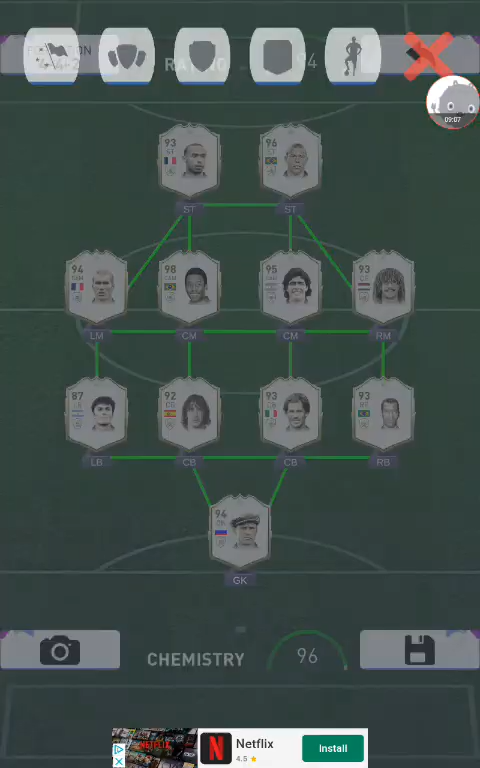 94
09:07
93
ST
96
ST
ST
ST
94
CAM
98
CAM
95
CAM
93
LM
CM
CM
RM
87
LB
92
CB
93
CB
93
RB
LB
CB
CB
RB
94
GK
GK
CHEMISTRY
96
NETFLIX
Netflix
4.5 ★
Install